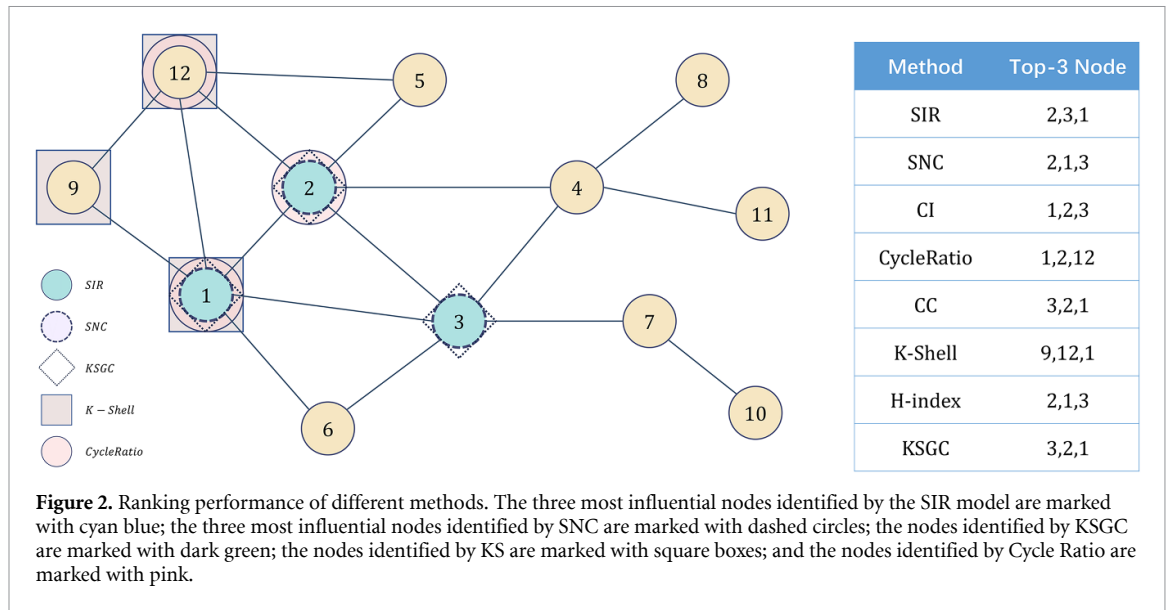 12
5
8
9
2
4
11
1
3
7
6
10
SIR
SNC
KSGC
K − Shell
CycleRatio
Method Top-3 Node
SIR 2,3,1
SNC 2,1,3
CI 1,2,3
CycleRatio 1,2,12
CC 3,2,1
K-Shell 9,12,1
H-index 2,1,3
KSGC 3,2,1
Figure 2. Ranking performance of different methods. The three most influential nodes identified by the SIR model are marked
with cyan blue; the three most influential nodes identified by SNC are marked with dashed circles; the nodes identified by KSGC
are marked with dark green; the nodes identified by KS are marked with square boxes; and the nodes identified by Cycle Ratio are
marked with pink.